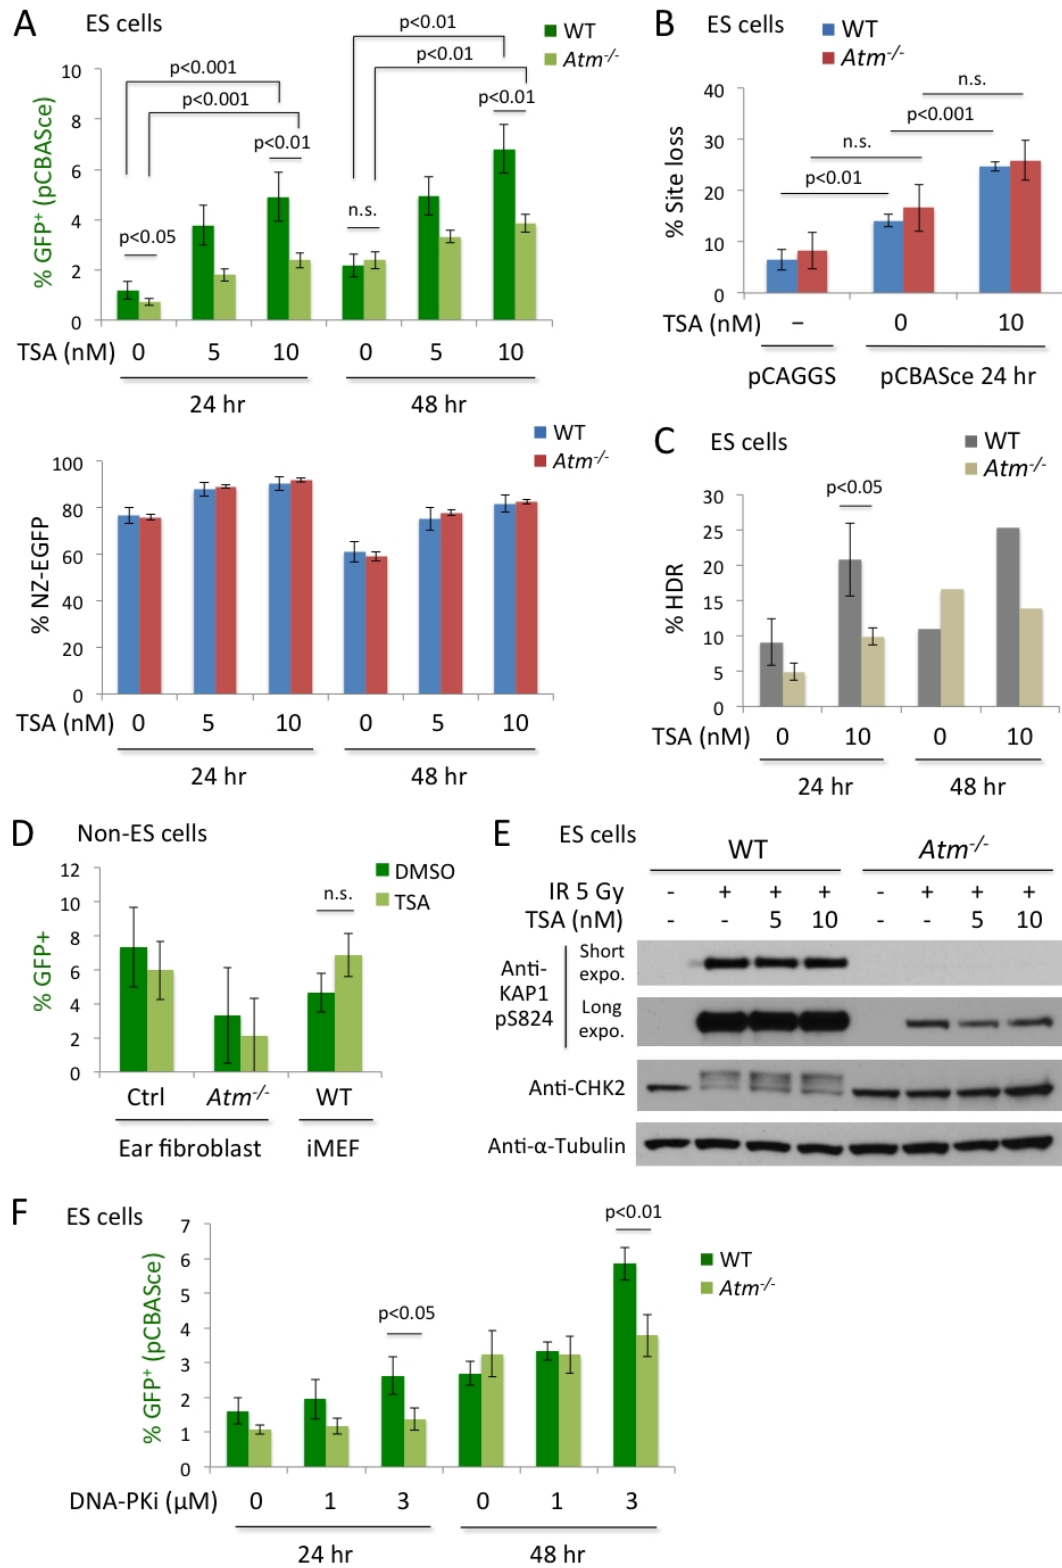 A ES cells
WT
Atm-/-
p<0.01
p<0.01
p<0.001
p<0.001
p<0.01
p<0.01
p<0.05
n.s.
% GFP+ (pCBASce)
10
8
6
4
2
0
TSA (nM) 0 5 10 0 5 10
24 hr 48 hr
WT
Atm-/-
% NZ-EGFP
100
80
60
40
20
0
TSA (nM) 0 5 10 0 5 10
24 hr 48 hr
B ES cells
WT
Atm-/-
n.s.
p<0.001
n.s.
p<0.01
% Site loss
40
30
20
10
0
TSA (nM) – 0 10
pCAGGS pCBASce 24 hr
C ES cells
WT
Atm-/-
p<0.05
% HDR
30
25
20
15
10
5
0
TSA (nM) 0 10 0 10
24 hr 48 hr
D Non-ES cells
DMSO
TSA
n.s.
% GFP+
12
10
8
6
4
2
0
Ctrl Atm-/- WT
Ear fibroblast iMEF
E ES cells
WT Atm-/-
IR 5 Gy - + + + - + + +
TSA (nM) - - 5 10 - - 5 10
Anti-
KAP1
pS824
Short
expo.
Long
expo.
Anti-CHK2
Anti-α-Tubulin
F ES cells
WT
Atm-/-
p<0.01
p<0.05
% GFP+ (pCBASce)
7
6
5
4
3
2
1
0
DNA-PKi (μM) 0 1 3 0 1 3
24 hr 48 hr